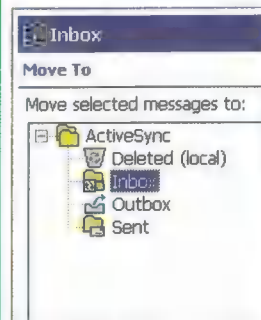 Inbox
Move To
Move selected messages to:
ActiveSync
Deleted (local)
Inbox
Outbox
Sent